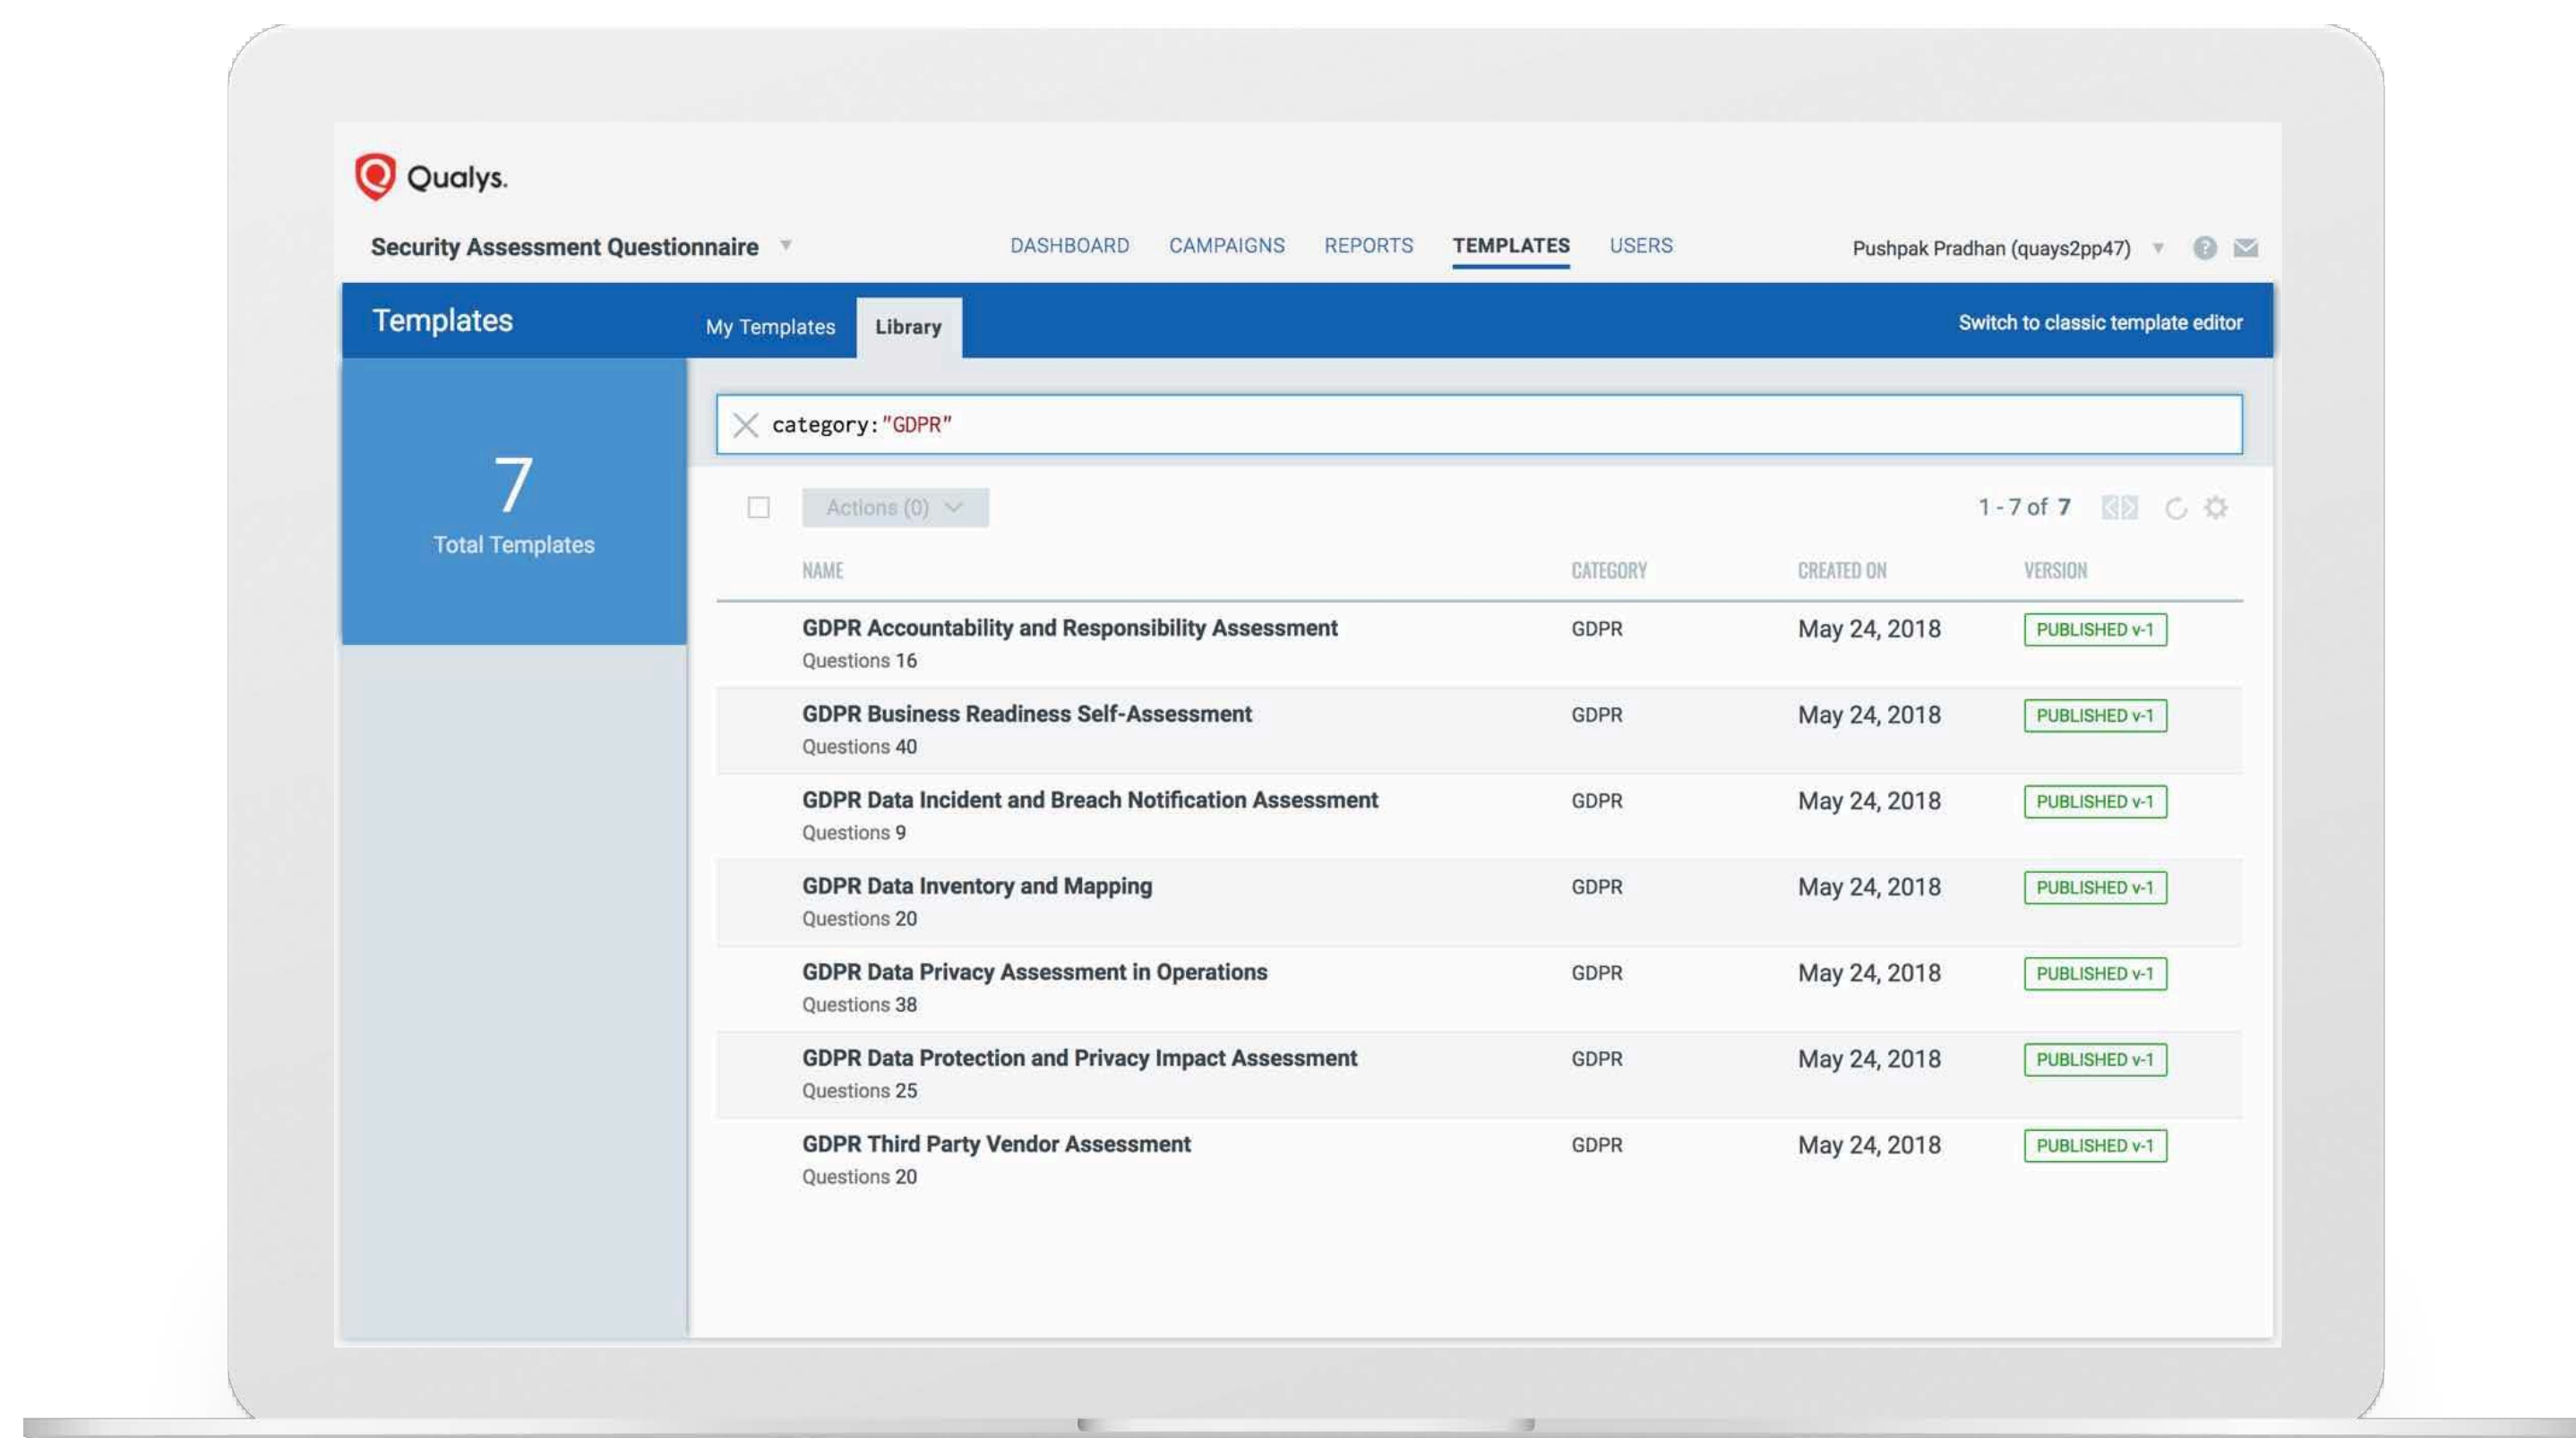 Qualys.
Security Assessment Questionnaire DASHBOARD CAMPAIGNS REPORTS TEMPLATES USERS Pushpak Pradhan (quays2pp47) ?
Templates My Templates Library Switch to classic template editor
category:"GDPR"
7
Total Templates
Actions (0) 1 - 7 of 7
NAME CATEGORY CREATED ON VERSION
GDPR Accountability and Responsibility Assessment GDPR May 24, 2018 PUBLISHED v-1
Questions 16
GDPR Business Readiness Self-Assessment GDPR May 24, 2018 PUBLISHED v-1
Questions 40
GDPR Data Incident and Breach Notification Assessment GDPR May 24, 2018 PUBLISHED v-1
Questions 9
GDPR Data Inventory and Mapping GDPR May 24, 2018 PUBLISHED v-1
Questions 20
GDPR Data Privacy Assessment in Operations GDPR May 24, 2018 PUBLISHED v-1
Questions 38
GDPR Data Protection and Privacy Impact Assessment GDPR May 24, 2018 PUBLISHED v-1
Questions 25
GDPR Third Party Vendor Assessment GDPR May 24, 2018 PUBLISHED v-1
Questions 20